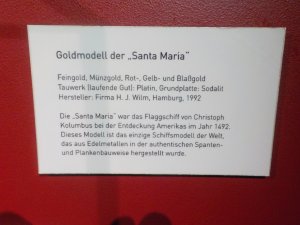 Goldmodell der „Santa Maria“
Feingold, Münzgold, Rot-, Gelb- und Blaßgold
Tauwerk (laufende Gut): Platin, Grundplatte: Sodalit
Hersteller: Firma H. J. Wilm, Hamburg, 1992
Die „Santa Maria“ war das Flaggschiff von Christoph
Kolumbus bei der Entdeckung Amerikas im Jahr 1492.
Dieses Modell ist das einzige Schiffsmodell der Welt,
das aus Edelmetallen in der authentischen Spanten-
und Plankenbauweise hergestellt wurde.